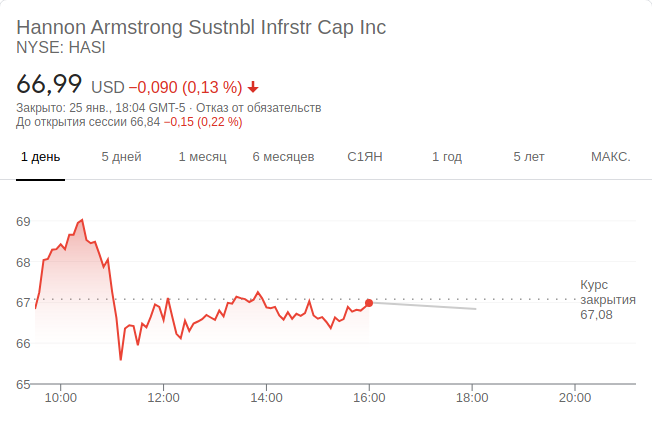 Hannon Armstrong Sustnbl Infrstr Cap Inc
NYSE: HASI
66,99 USD −0,090 (0,13 %)
Закрыто: 25 янв., 18:04 GMT-5 · Отказ от обязательств
До открытия сессии 66,84 −0,15 (0,22 %)
1 день 5 дней 1 месяц 6 месяцев С1ЯН 1 год 5 лет МАКС.
69
68
67
66
65
Курс
закрытия
67,08
10:00 12:00 14:00 16:00 18:00 20:00